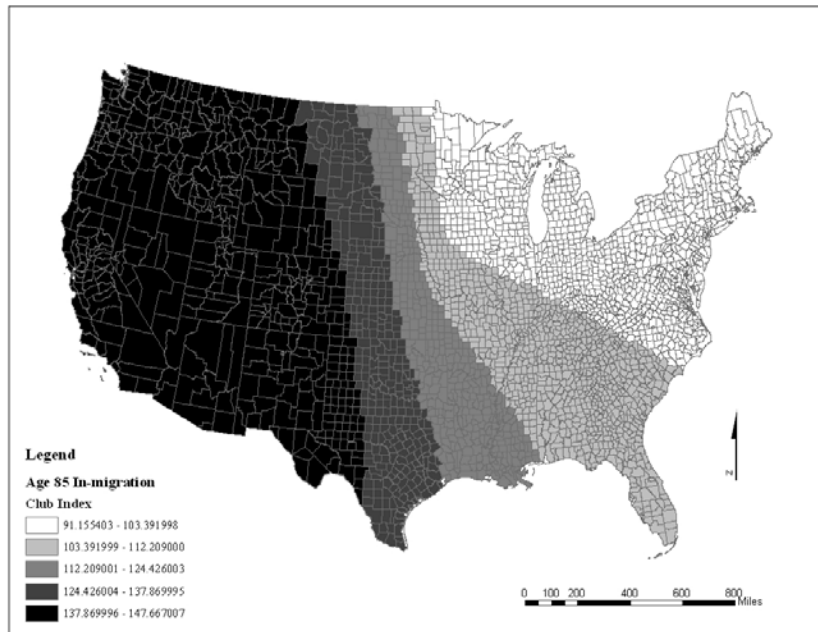 Legend
Age 85 In-migration
Club Index
91.155403 - 103.391998
103.391999 - 112.209000
112.209001 - 124.426003
124.426004 - 137.869995
137.869996 - 147.667007
N
0 100 200 400 600 800
Miles